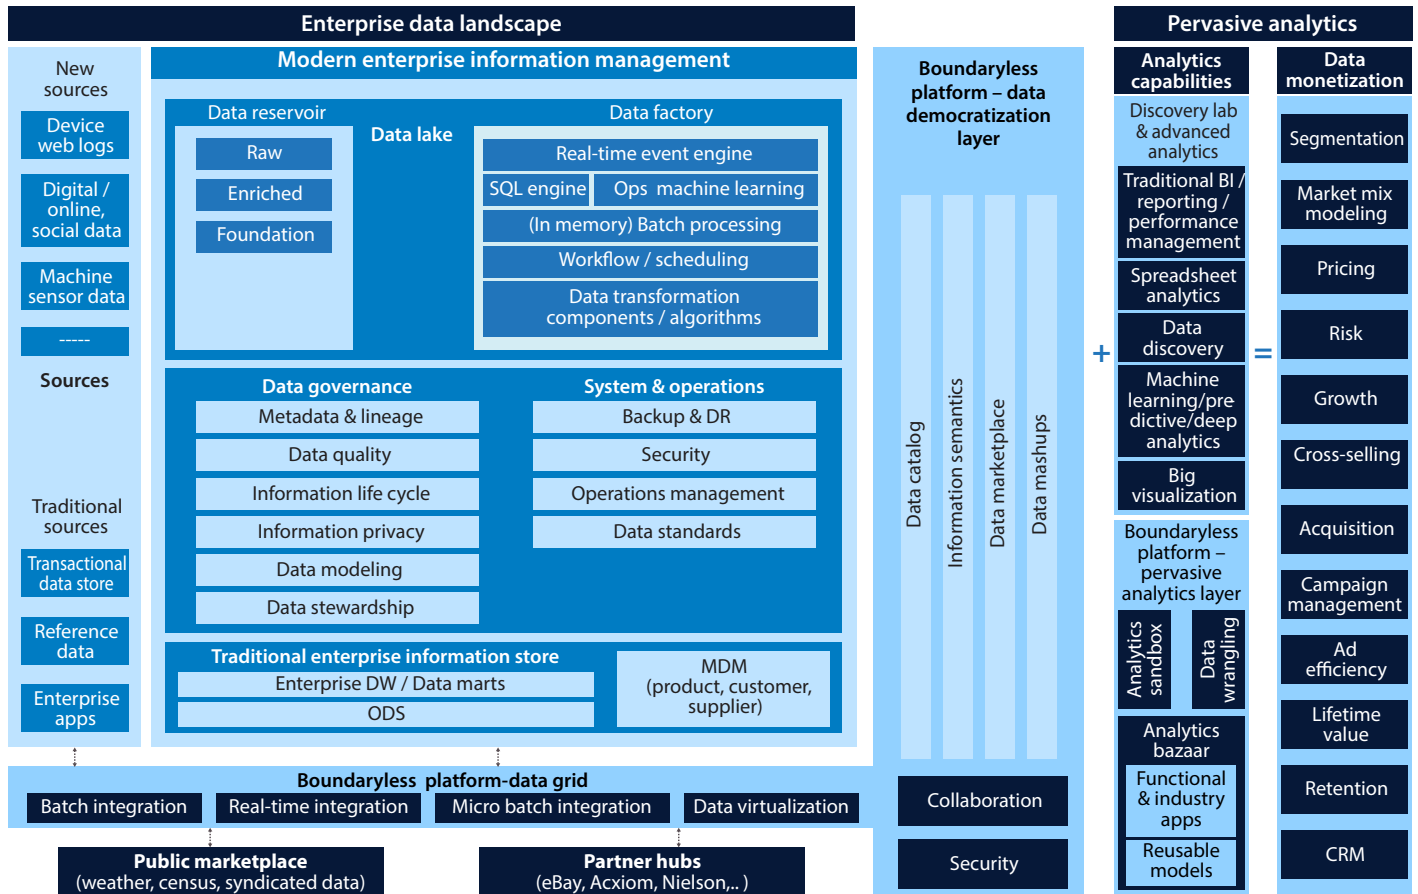 Enterprise data landscape
New
sources
Device
web logs
Digital /
online,
social data
Machine
sensor data
-----
Sources
Traditional
sources
Transactional
data store
Reference
data
Enterprise
apps
Modern enterprise information management
Data reservoir
Raw
Enriched
Foundation
Data lake
Data factory
Real-time event engine
SQL engine
Ops machine learning
(In memory) Batch processing
Workflow / scheduling
Data transformation
components / algorithms
Data governance
Metadata & lineage
Data quality
Information life cycle
Information privacy
Data modeling
Data stewardship
System & operations
Backup & DR
Security
Operations management
Data standards
Traditional enterprise information store
Enterprise DW / Data marts
ODS
MDM
(product, customer,
supplier)
Boundaryless platform-data grid
Batch integration
Real-time integration
Micro batch integration
Data virtualization
Public marketplace
(weather, census, syndicated data)
Partner hubs
(eBay, Acxiom, Nielson,.. )
Boundaryless
platform – data
democratization
layer
Data catalog
Information semantics
Data marketplace
Data mashups
Collaboration
Security
+
Pervasive analytics
Analytics
capabilities
Discovery lab
& advanced
analytics
Traditional BI /
reporting /
performance
management
Spreadsheet
analytics
Data
discovery
Machine
learning/pre
dictive/deep
analytics
Big
visualization
Boundaryless
platform –
pervasive
analytics layer
Analytics
sandbox
Data
wrangling
Analytics
bazaar
Functional
& industry
apps
Reusable
models
=
Data
monetization
Segmentation
Market mix
modeling
Pricing
Risk
Growth
Cross-selling
Acquisition
Campaign
management
Ad
efficiency
Lifetime
value
Retention
CRM